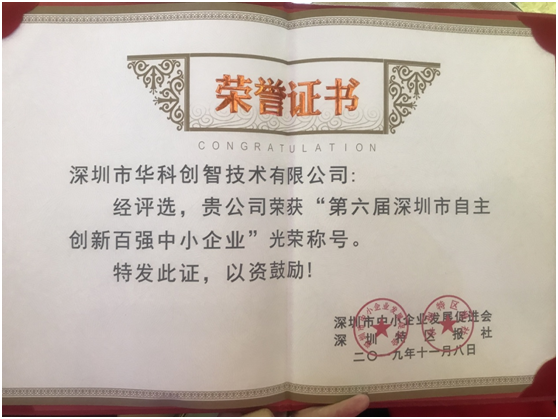 荣誉证书
CONGRATULATION
深圳市华科创智技术有限公司:
经评选，贵公司荣获“第六届深圳市自主
创新百强中小企业”光荣称号。
特发此证，以资鼓励!
深圳市中小企业发展促进会
深圳特区报社
二〇一九年十一月八日